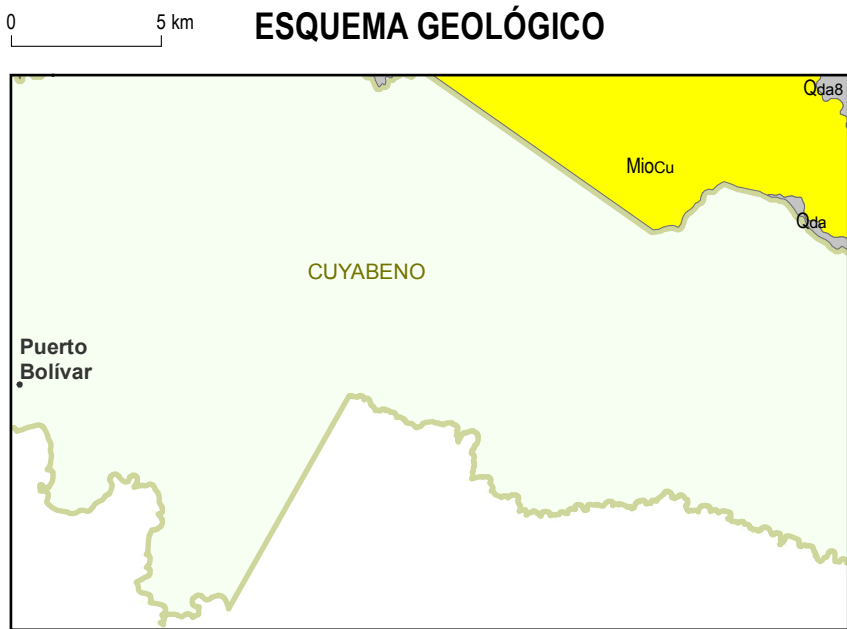 0 5 km
ESQUEMA GEOLÓGICO
Qda8
MioCu
Qda
CUYABENO
Puerto
Bolívar